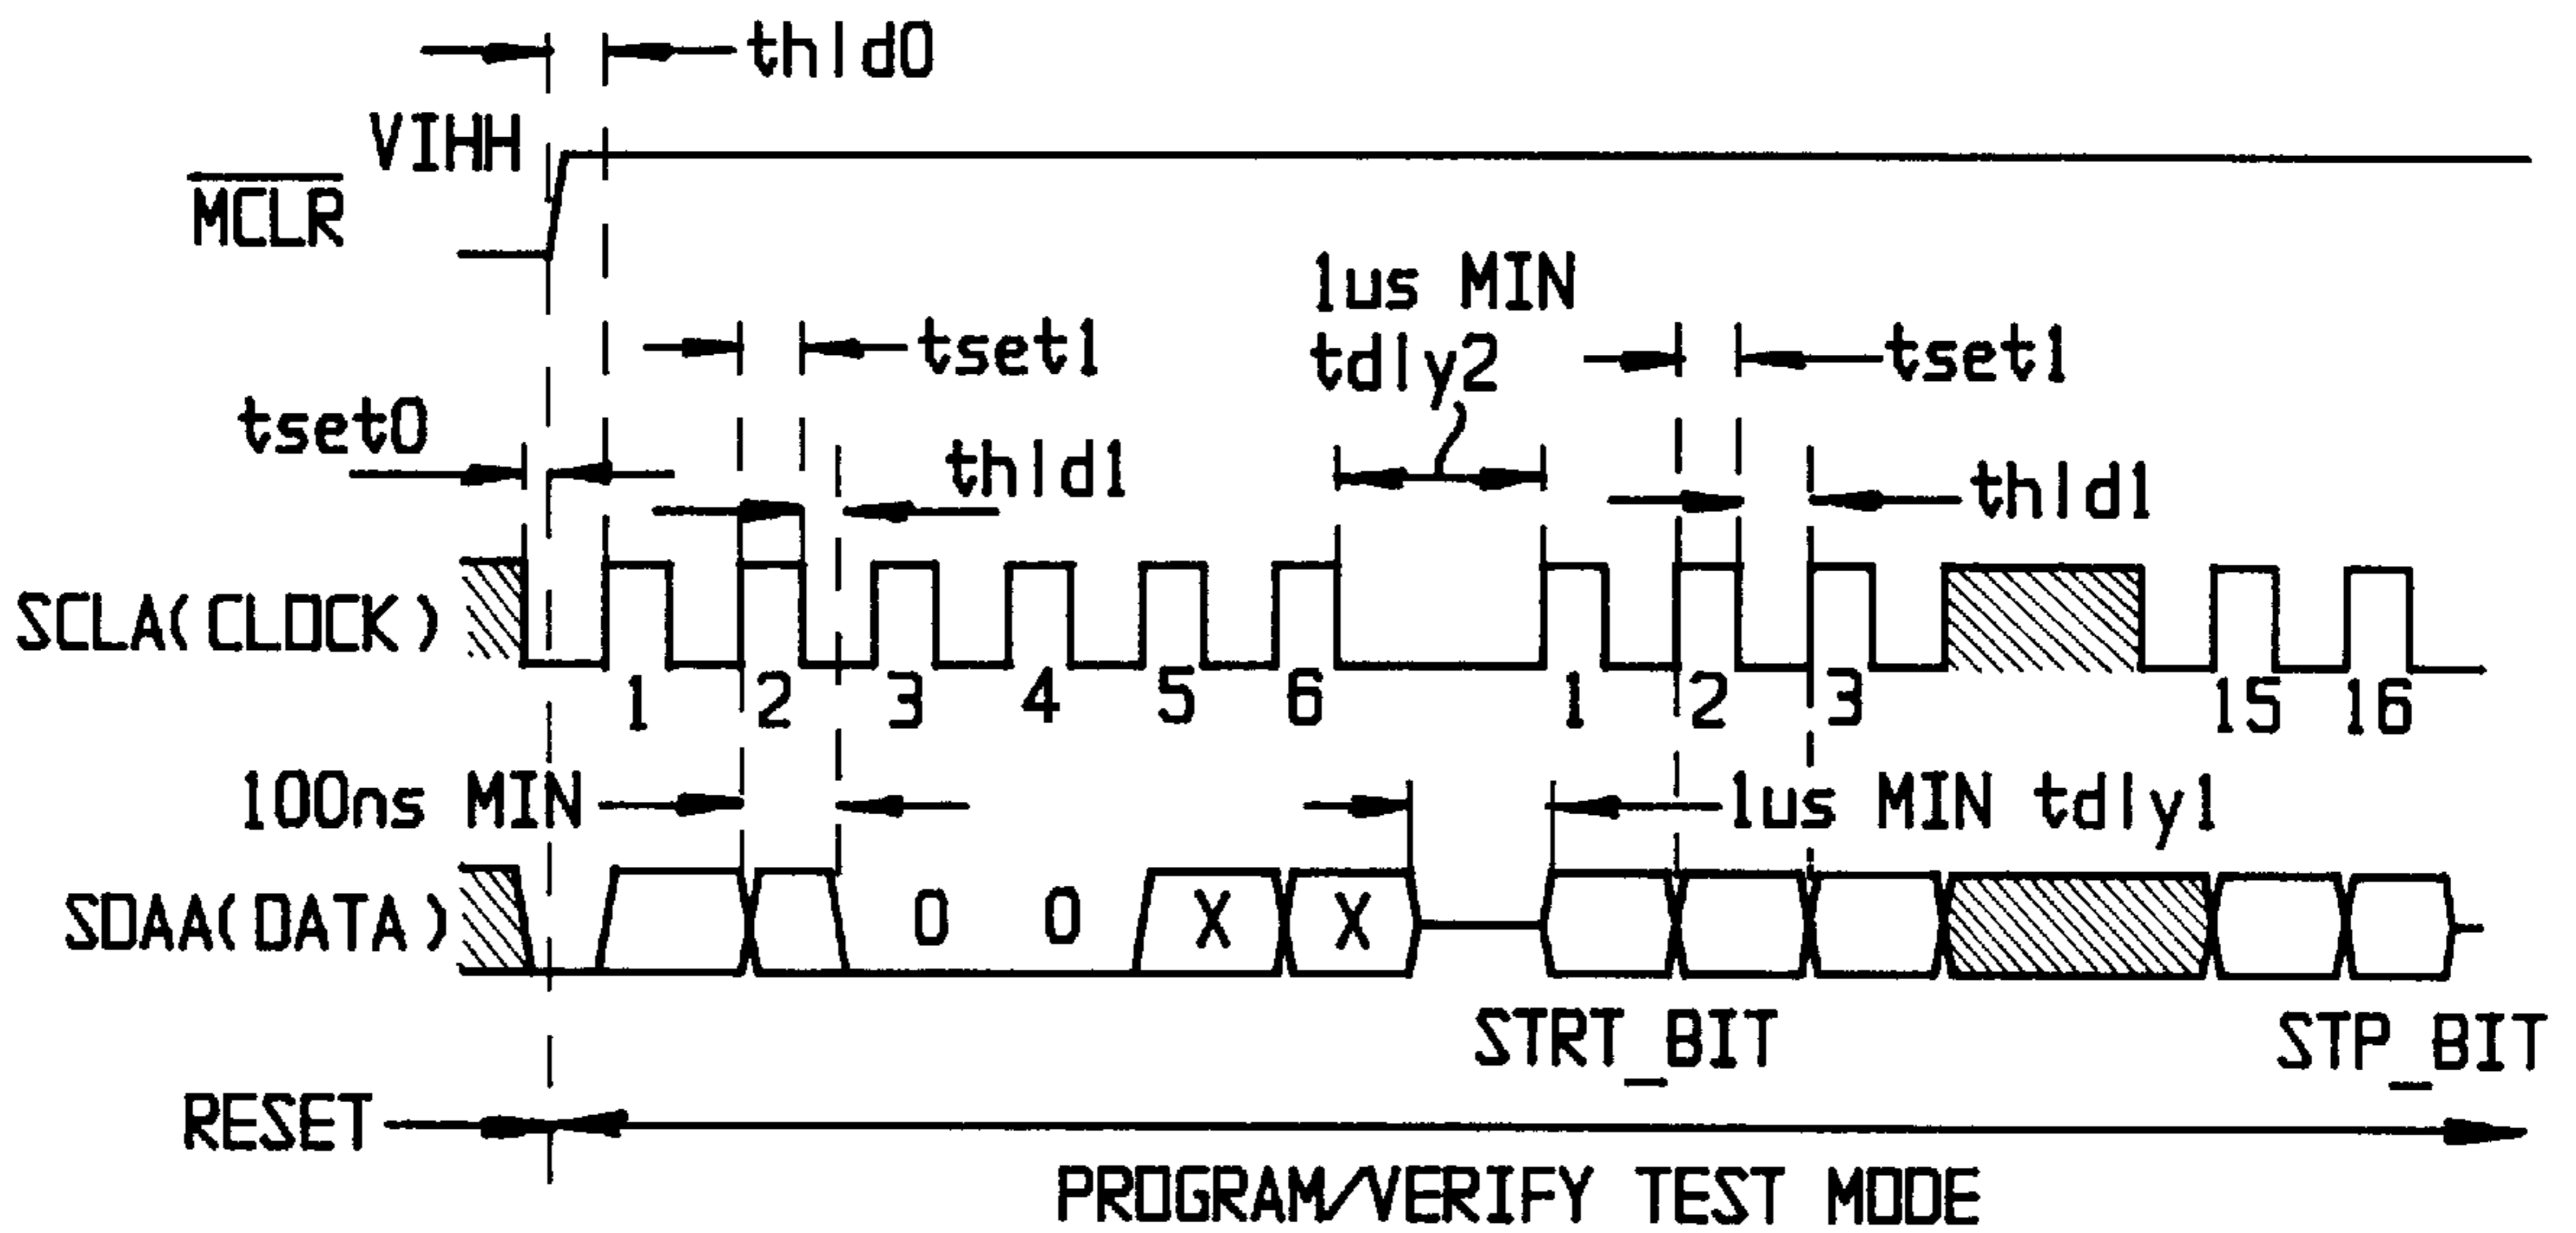 thld0
VIHH
MCLR
1us MIN
tdly2
tset1
tset1
tset0
thld1
thld1
SCLA(CLOCK)
1 2 3 4 5 6 1 2 3 15 16
100ns MIN
1us MIN tdly1
SDAA(DATA)
0 0 X X
STRT_BIT
STP_BIT
RESET
PROGRAM/VERIFY TEST MODE